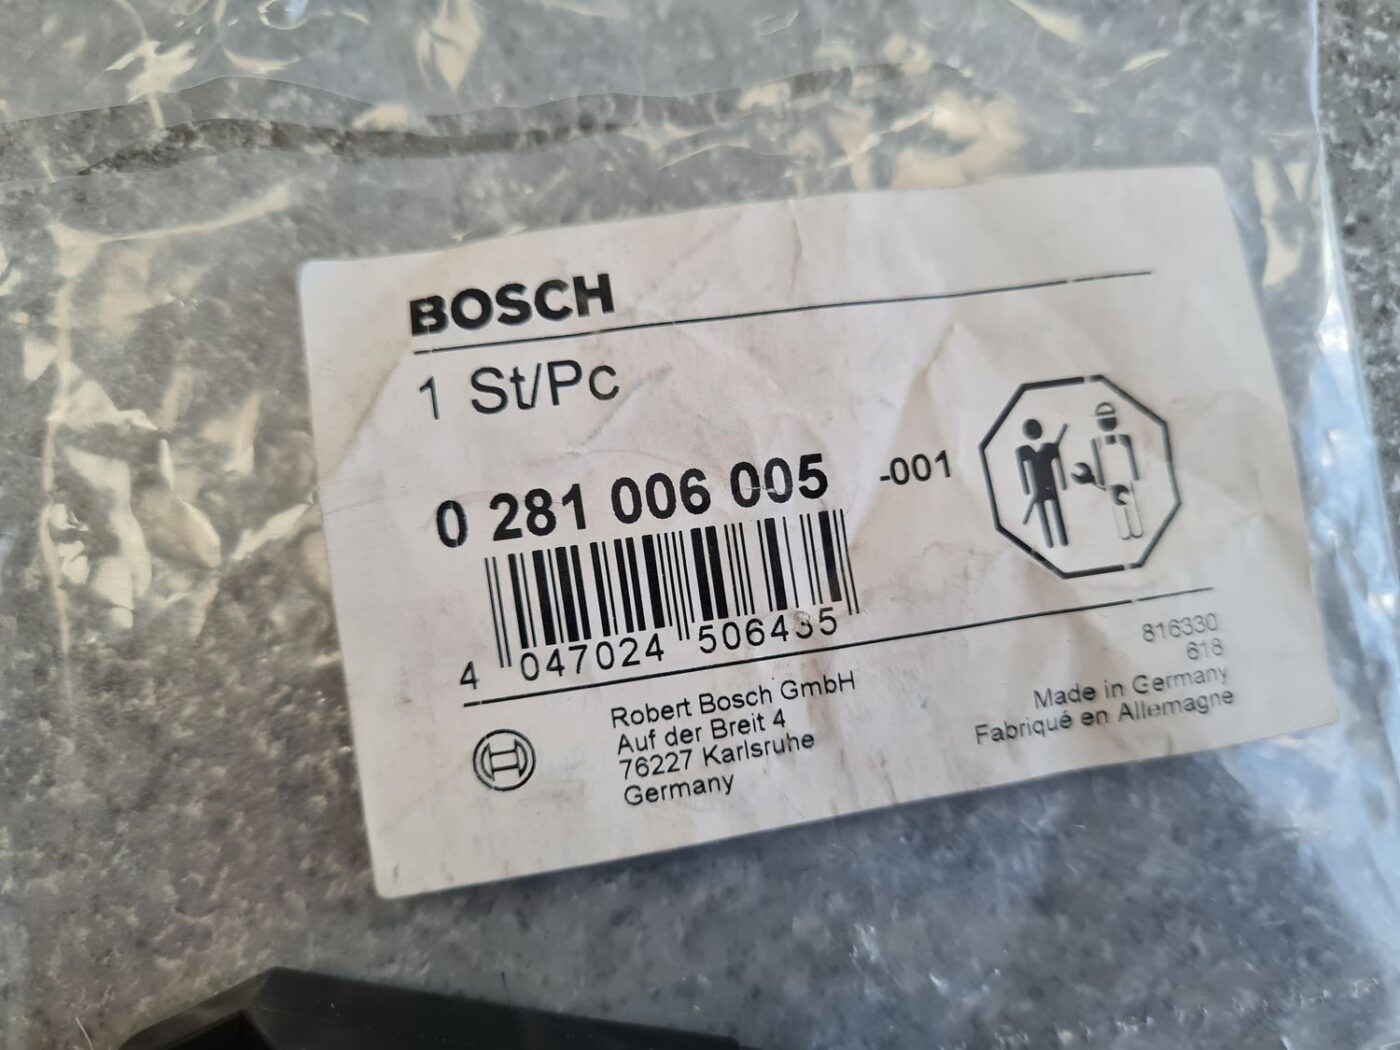 BOSCH
1 St/Pc
0 281 006 005 -001
4 047024 506435
816330
618
Robert Bosch GmbH
Auf der Breit 4
76227 Karlsruhe
Germany
Made in Germany
Fabriqué en Allemagne